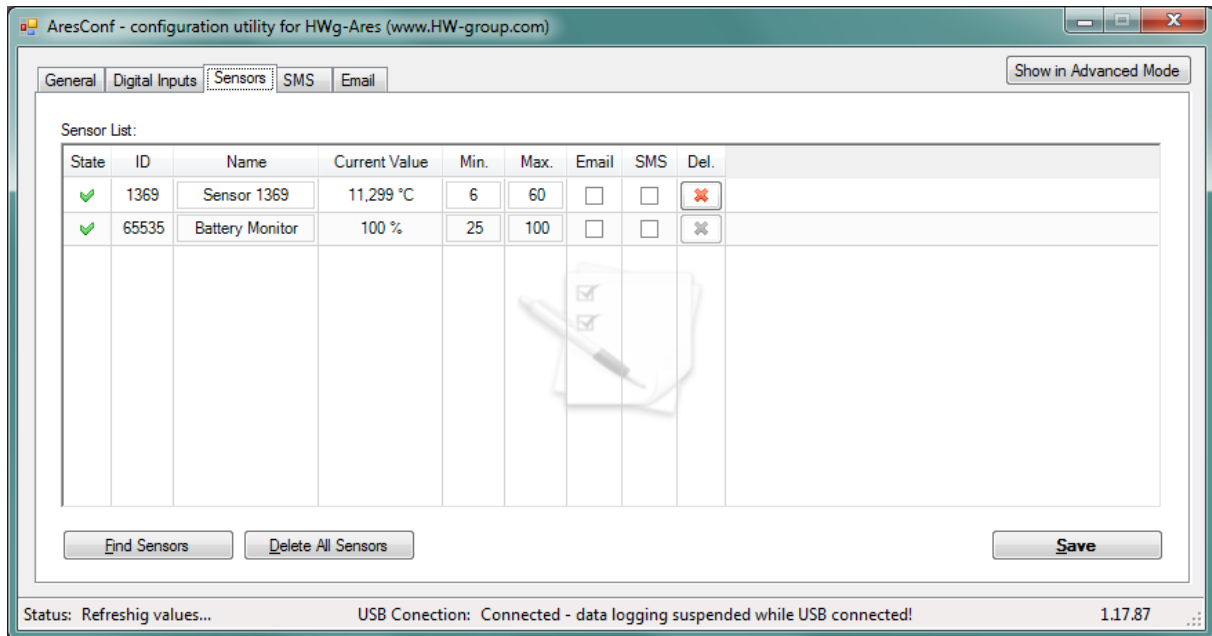 AresConf - configuration utility for HWg-Ares (www.HW-group.com)
Show in Advanced Mode
General Digital Inputs Sensors SMS Email
Sensor List:
State ID Name Current Value Min. Max. Email SMS Del.
1369 Sensor 1369 11,299 °C 6 60
65535 Battery Monitor 100 % 25 100
Find Sensors Delete All Sensors Save
Status: Refreshig values... USB Conection: Connected - data logging suspended while USB connected! 1.17.87